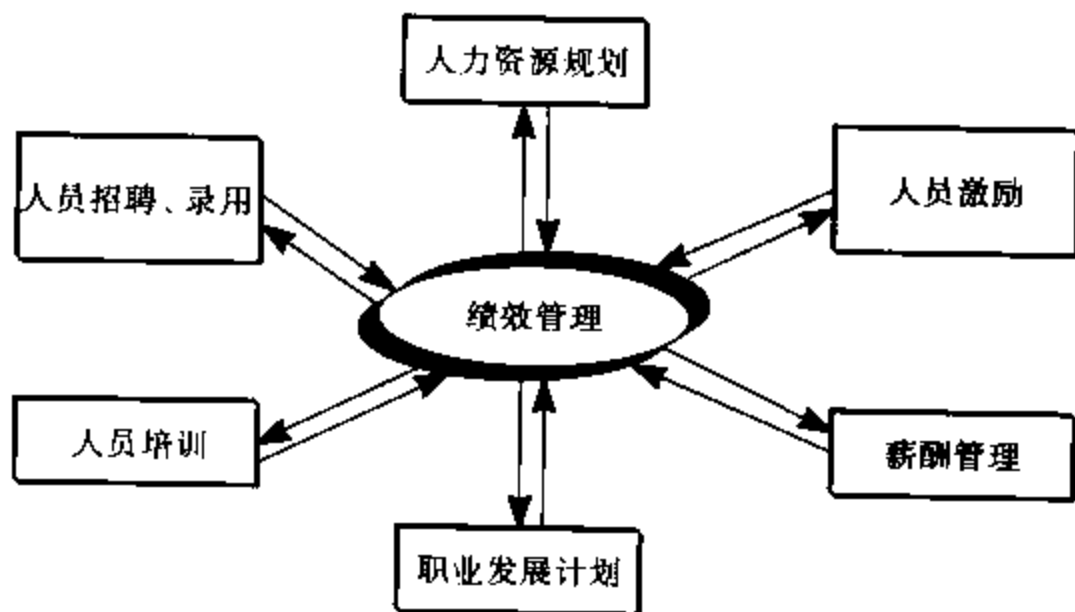 人力资源规划
人员招聘、录用
人员激励
绩效管理
人员培训
薪酬管理
职业发展计划